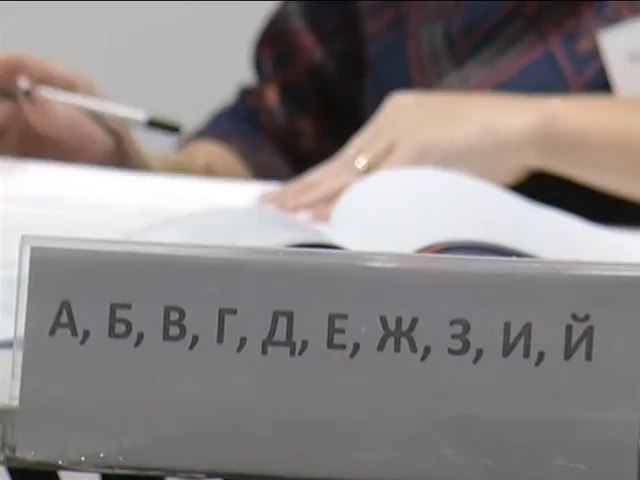 А, Б, В, Г, Д, Е, Ж, З, И, Й